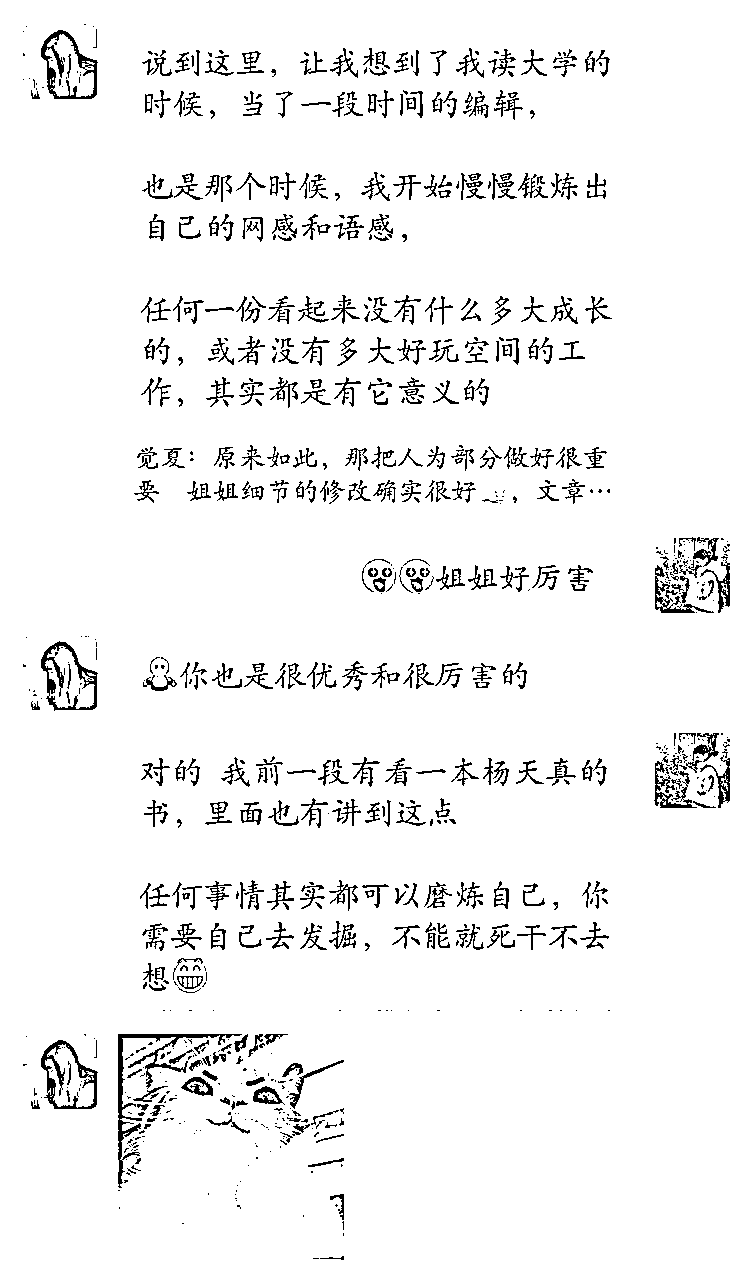 说到这里，让我想到了我读大学的
时候，当了一段时间的编辑，
也是那个时候，我开始慢慢锻炼出
自己的网感和语感，
任何一份看起来没有什么多大成长
的，或者没有多大好玩空间的工
作，其实都是有它意义的
觉夏：原来如此，那把人为部分做好很重
要 姐姐细节的修改确实很好，文章…
姐姐好厉害
你也是很优秀和很厉害的
对的 我前一段有看一本杨天真的
书，里面也有讲到这点
任何事情其实都可以磨炼自己，你
需要自己去发掘，不能就死干不去
想